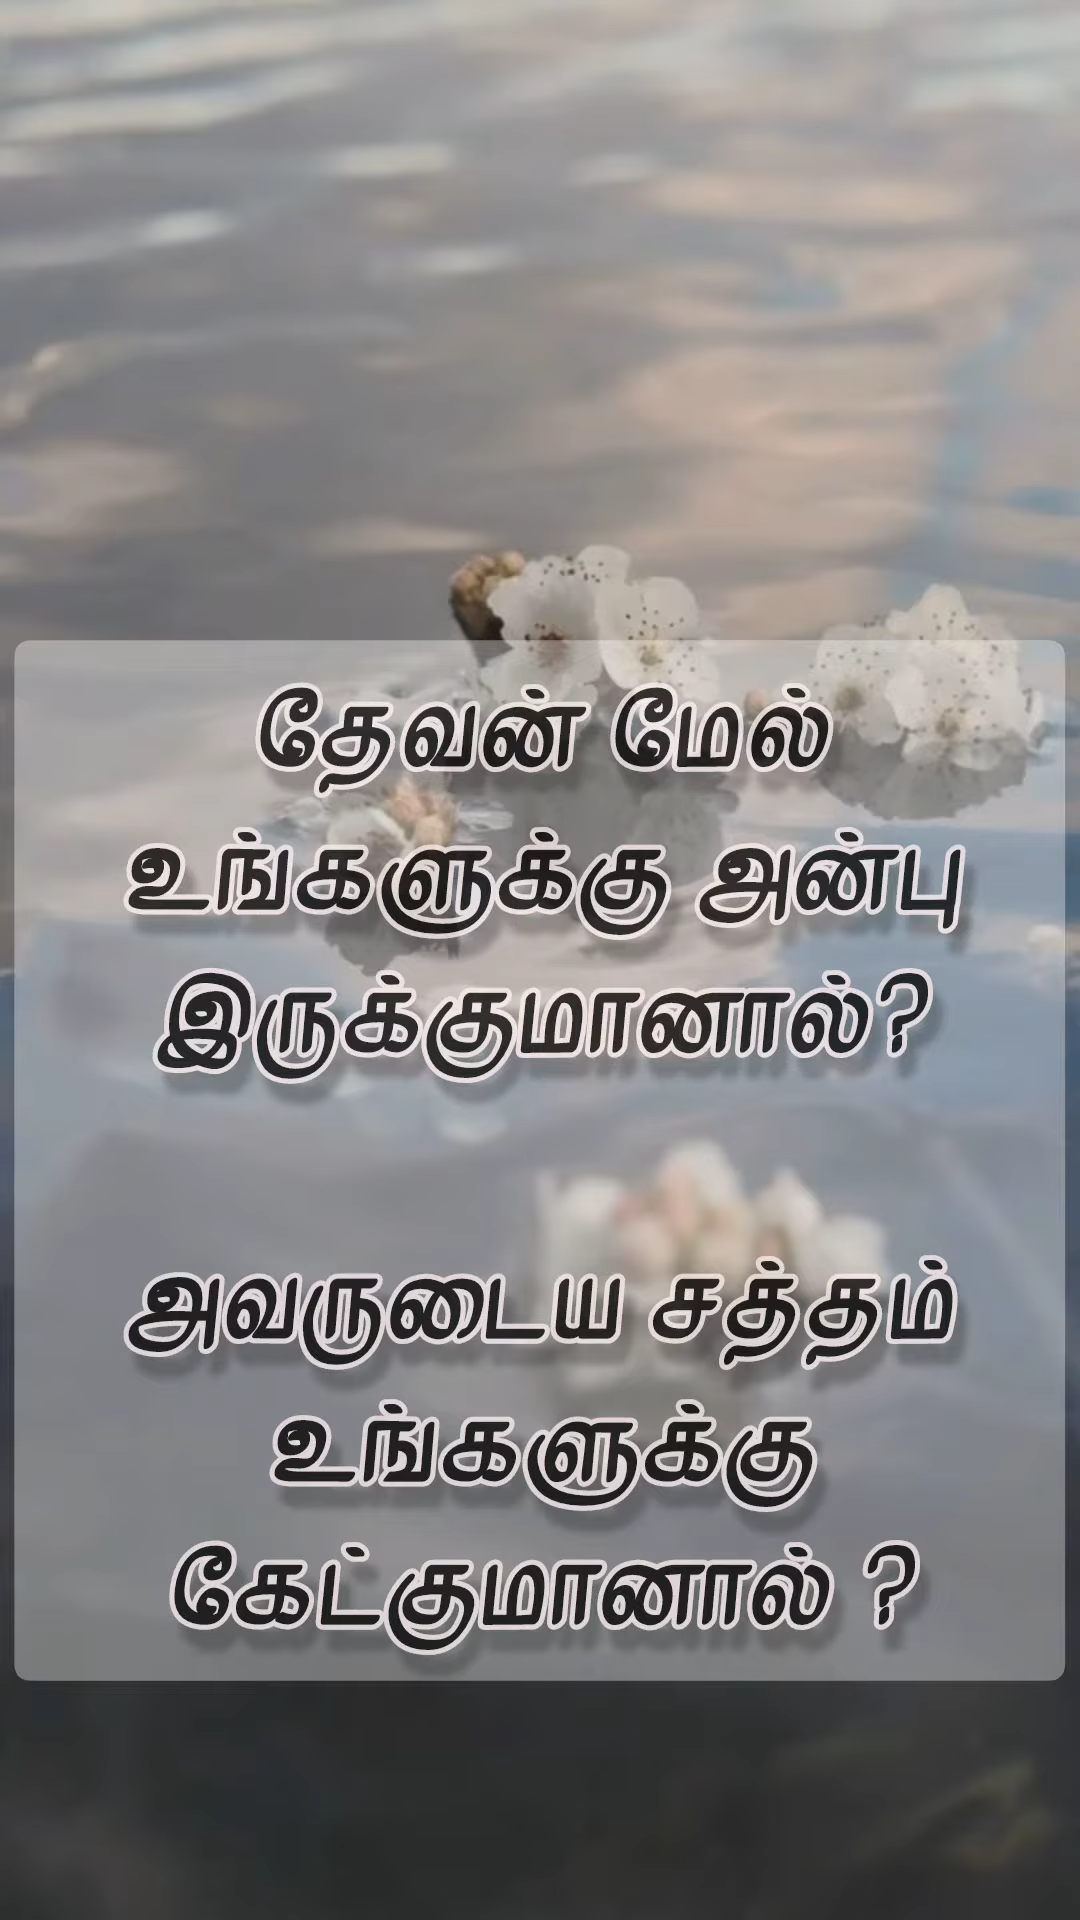 தேவன் மேல்
உங்களுக்கு அன்பு
இருக்குமானால்?
அவருடைய சத்தம்
உங்களுக்கு
கேட்குமானால் ?